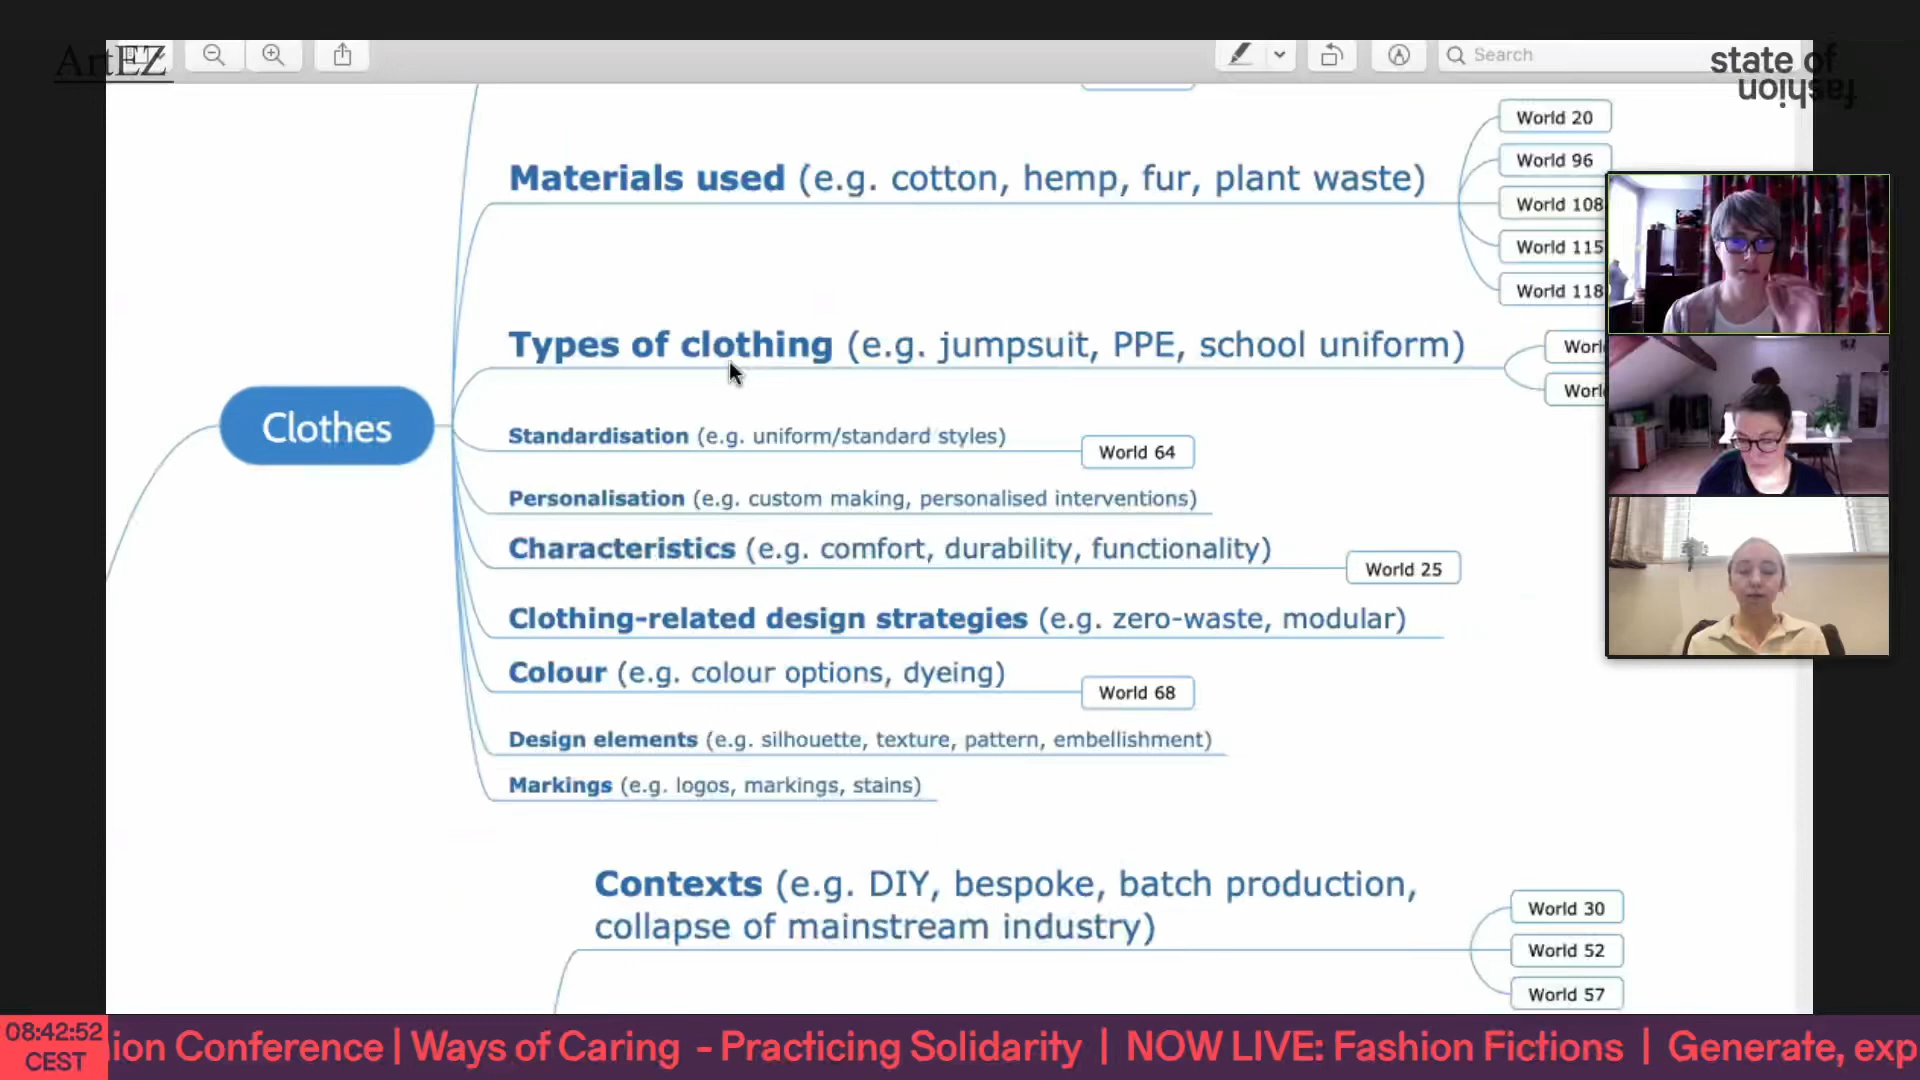 ArtEZ
Search
state of
fashion
World 20
Materials used (e.g. cotton, hemp, fur, plant waste)
World 96
World 108
World 115
World 118
Types of clothing (e.g. jumpsuit, PPE, school uniform)
Clothes
Standardisation (e.g. uniform/standard styles)
World 64
Personalisation (e.g. custom making, personalised interventions)
Characteristics (e.g. comfort, durability, functionality)
World 25
Clothing-related design strategies (e.g. zero-waste, modular)
Colour (e.g. colour options, dyeing)
World 68
Design elements (e.g. silhouette, texture, pattern, embellishment)
Markings (e.g. logos, markings, stains)
Contexts (e.g. DIY, bespoke, batch production,
collapse of mainstream industry)
World 30
World 52
World 57
08:42:52
CEST
ion Conference | Ways of Caring - Practicing Solidarity | NOW LIVE: Fashion Fictions | Generate, exp